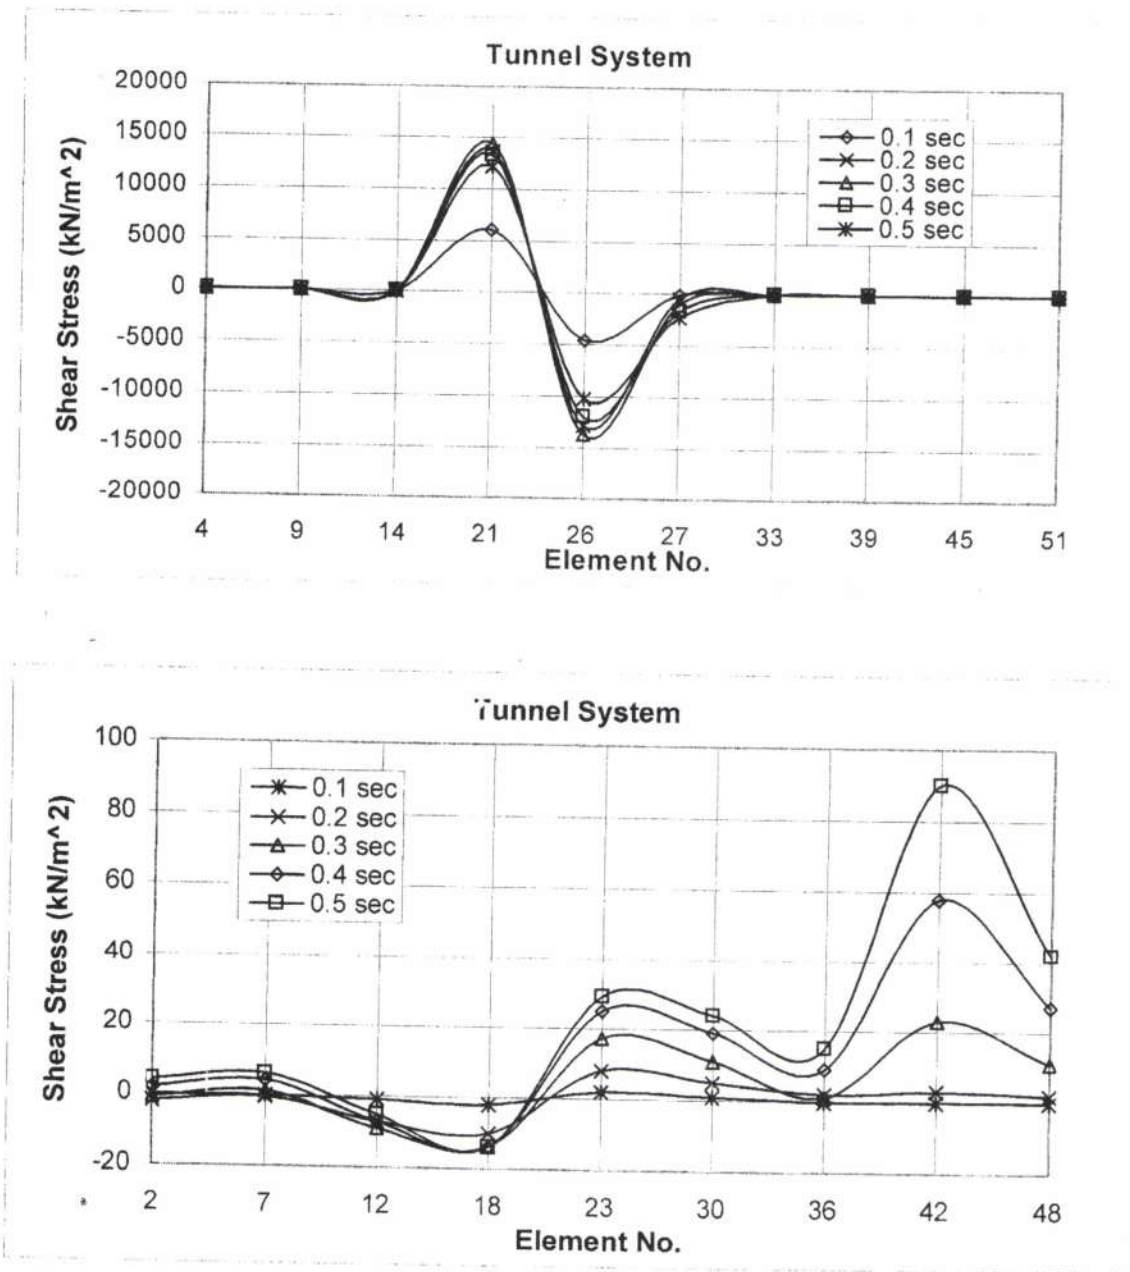 Tunnel System
20000
15000
10000
5000
0
-5000
-10000
-15000
-20000
Shear Stress (kN/m^2)
0.1 sec
0.2 sec
0.3 sec
0.4 sec
0.5 sec
4 9 14 21 26 27 33 39 45 51
Element No.
Tunnel System
100
80
60
40
20
0
-20
Shear Stress (kN/m^2)
0.1 sec
0.2 sec
0.3 sec
0.4 sec
0.5 sec
2 7 12 18 23 30 36 42 48
Element No.